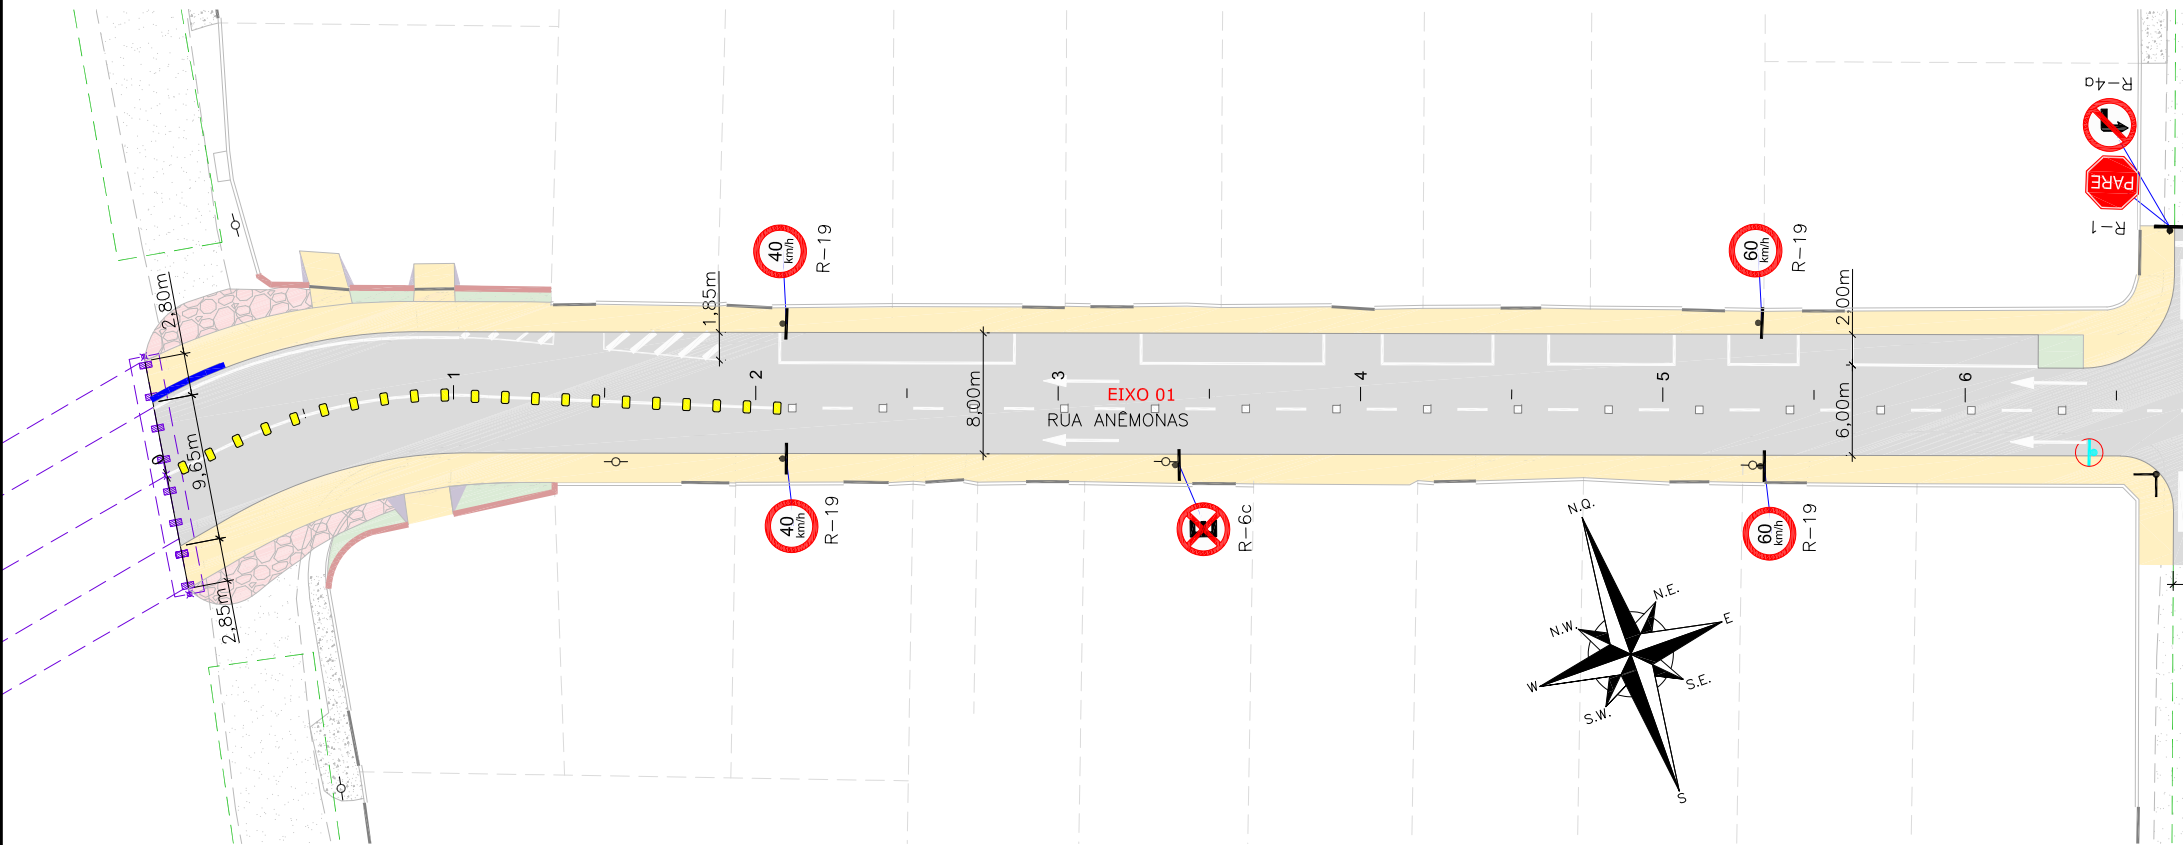 R-4a
PARE
R-1
40
km/h
R-19
60
km/h
R-19
2,80m
1,85m
2,00m
0
1
2
3
4
5
6
EIXO 01
RUA ANÊMONAS
9,65m
8,00m
6,00m
2,85m
40
km/h
R-19
R-6c
60
km/h
R-19
N.Q.
N.E.
E
N.W.
W
S.E.
S.W.
S